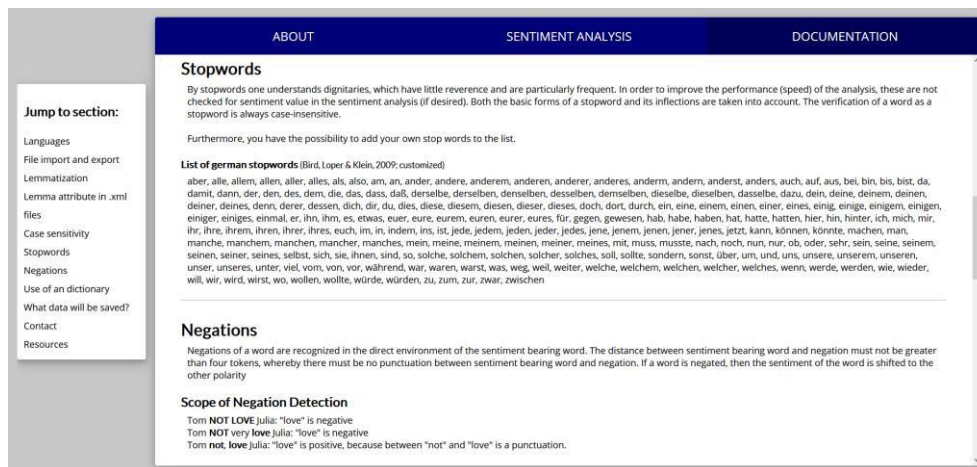 ABOUT
SENTIMENT ANALYSIS
DOCUMENTATION
Jump to section:
Languages
File import and export
Lemmatization
Lemma attribute in .xml
files
Case sensitivity
Stopwords
Negations
Use of an dictionary
What data will be saved?
Contact
Resources
Stopwords
By stopwords one understands dignitaries, which have little reverence and are particularly frequent. In order to improve the performance (speed) of the analysis, these are not
checked for sentiment value in the sentiment analysis (if desired). Both the basic forms of a stopword and its inflections are taken into account. The verification of a word as a
stopword is always case-insensitive.
Furthermore, you have the possibility to add your own stop words to the list.
List of german stopwords (Bird, Loper & Klein, 2009; customized)
aber, alle, allem, allen, aller, alles, als, also, am, an, ander, andere, anderem, anderen, anderer, anderes, anderm, andern, anderst, anders, auch, auf, aus, bei, bin, bis, bist, da,
damit, dann, der, den, des, dem, die, das, dass, daß, derselbe, derselben, denselben, desselben, demselben, dieselbe, dieselben, dasselbe, dazu, dein, deine, deinem, deinen,
deiner, deines, denn, derer, dessen, dich, dir, du, dies, diese, diesem, diesen, dieser, dieses, doch, dort, durch, ein, eine, einem, einen, einer, eines, einig, einige, einigem, einigen,
einiger, einiges, einmal, er, ihn, ihm, es, etwas, euer, eure, eurem, euren, eurer, eures, für, gegen, gewesen, hab, habe, haben, hat, hatte, hatten, hier, hin, hinter, ich, mich, mir,
ihr, ihre, ihrem, ihren, ihrer, ihres, euch, im, in, indem, ins, ist, jede, jedem, jeden, jeder, jedes, jene, jenem, jenen, jener, jenes, jetzt, kann, können, könnte, machen, man,
manche, manchem, manchen, mancher, manches, mein, meine, meinem, meinen, meiner, meines, mit, muss, musste, nach, noch, nun, nur, ob, oder, sehr, sein, seine, seinem,
seinen, seiner, seines, selbst, sich, sie, ihnen, sind, so, solche, solchem, solchen, solcher, solches, soll, sollte, sondern, sonst, über, um, und, uns, unsere, unserem, unseren,
unser, unseres, unter, viel, vom, von, vor, während, war, waren, warst, was, weg, weil, weiter, welche, welchem, welchen, welcher, welches, wenn, werde, werden, wie, wieder,
will, wir, wird, wirst, wo, wollen, wollte, würde, würden, zu, zum, zur, zwar, zwischen
Negations
Negations of a word are recognized in the direct environment of the sentiment bearing word. The distance between sentiment bearing word and negation must not be greater
than four tokens, whereby there must be no punctuation between sentiment bearing word and negation. If a word is negated, then the sentiment of the word is shifted to the
other polarity
Scope of Negation Detection
Tom NOT LOVE Julia: "love" is negative
Tom NOT very love Julia: "love" is negative
Tom not, love Julia: "love" is positive, because between "not" and "love" is a punctuation.